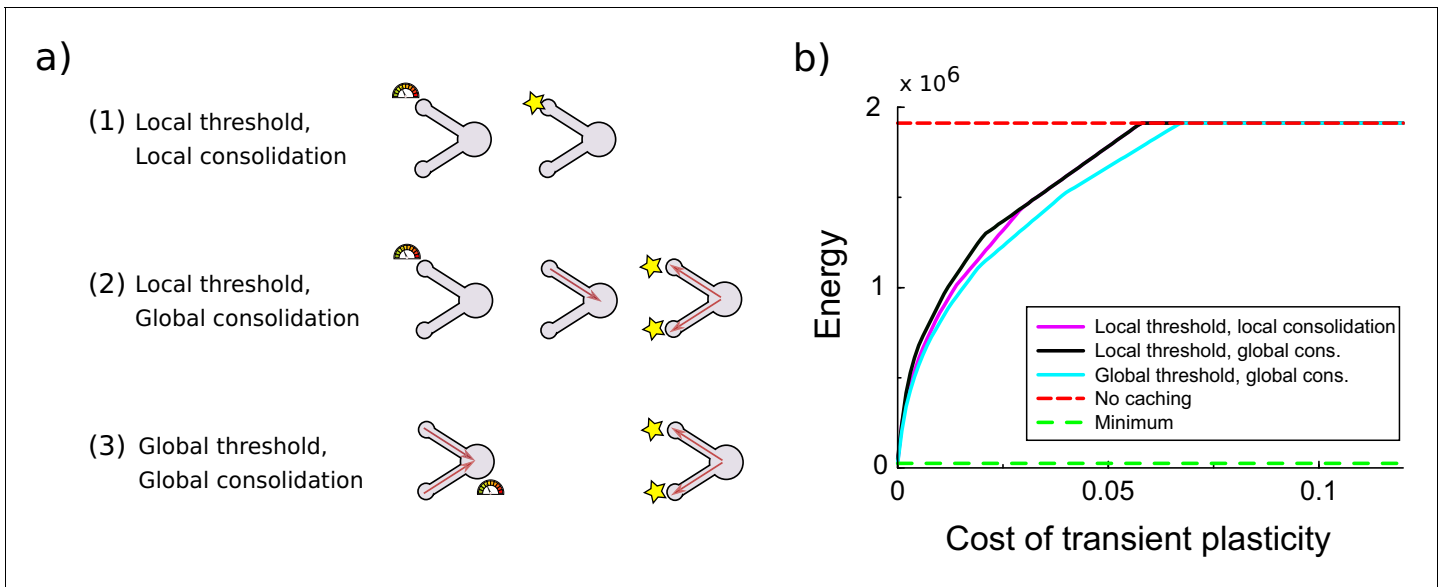 a)
(1) Local threshold,
Local consolidation
(2) Local threshold,
Global consolidation
(3) Global threshold,
Global consolidation
b)
x 10⁶
2
1
0
Energy
0
0.05
0.1
Cost of transient plasticity
Local threshold, local consolidation
Local threshold, global cons.
Global threshold, global cons.
No caching
Minimum